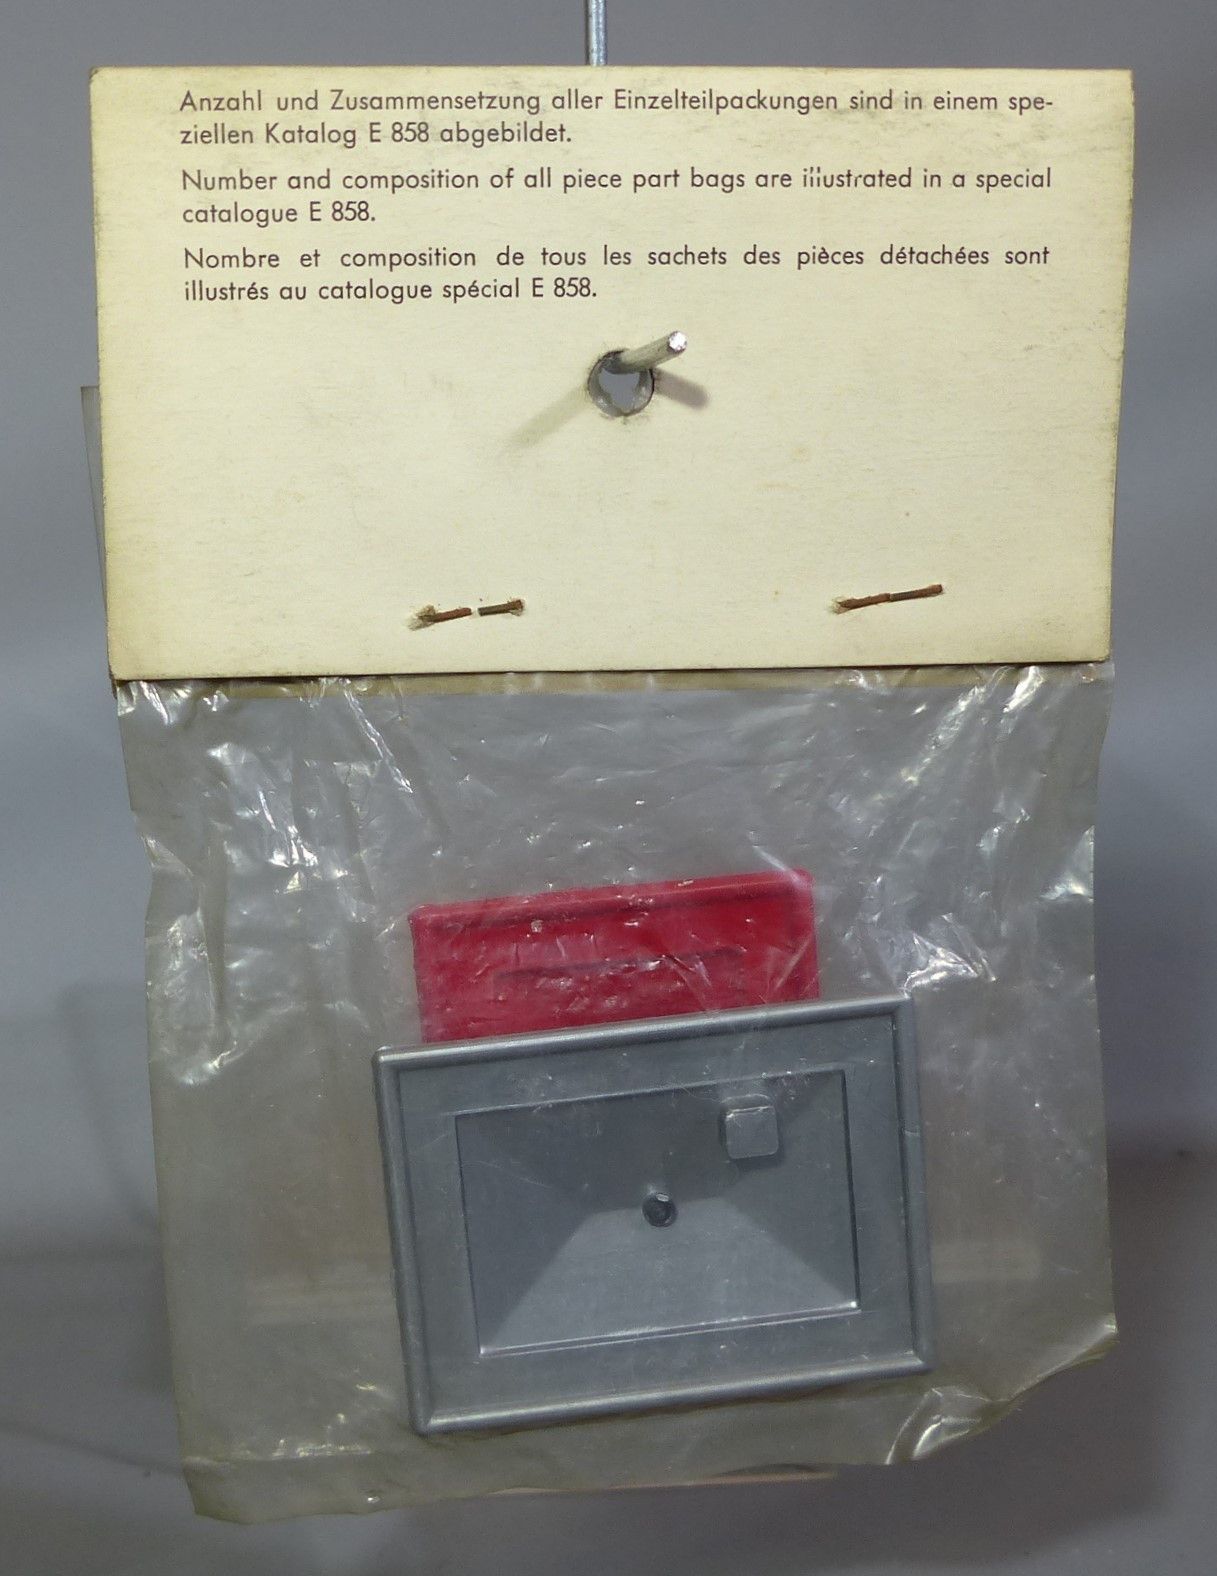 Anzahl und Zusammensetzung aller Einzelteilpackungen sind in einem spe-
ziellen Katalog E 858 abgebildet.
Number and composition of all piece part bags are illustrated in a special
catalogue E 858.
Nombre et composition de tous les sachets des pièces détachées sont
illustrés au catalogue spécial E 858.